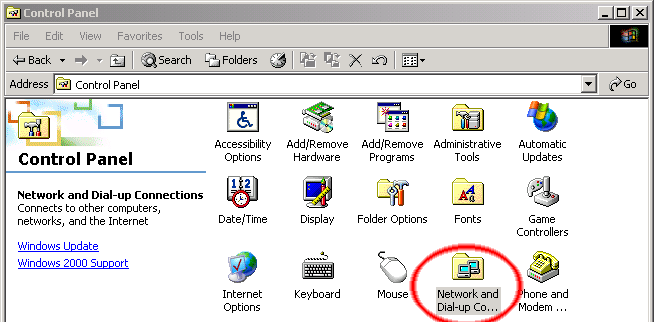 Control Panel
File Edit View Favorites Tools Help
Back Search Folders
Address Control Panel Go
Control Panel
Network and Dial-up Connections
Connects to other computers,
networks, and the Internet
Windows Update
Windows 2000 Support
Accessibility
Options
Add/Remove
Hardware
Add/Remove
Programs
Administrative
Tools
Automatic
Updates
Date/Time
Display
Folder Options
Fonts
Game
Controllers
Internet
Options
Keyboard
Mouse
Network and
Dial-up Co...
Phone and
Modem ...